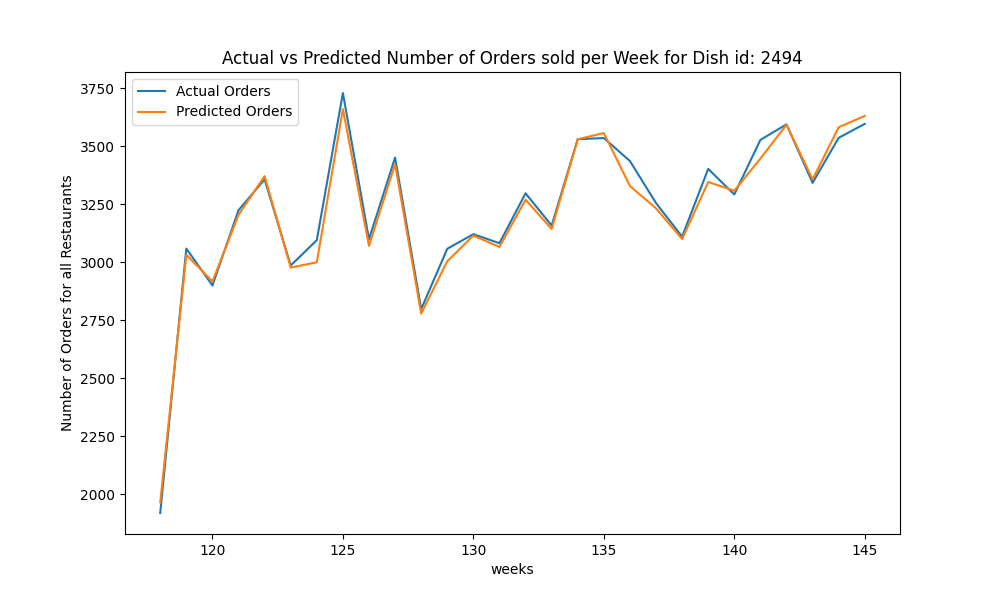 Actual vs Predicted Number of Orders sold per Week for Dish id: 2494
Actual Orders
Predicted Orders
Number of Orders for all Restaurants
3750
3500
3250
3000
2750
2500
2250
2000
120 125 130 135 140 145
weeks